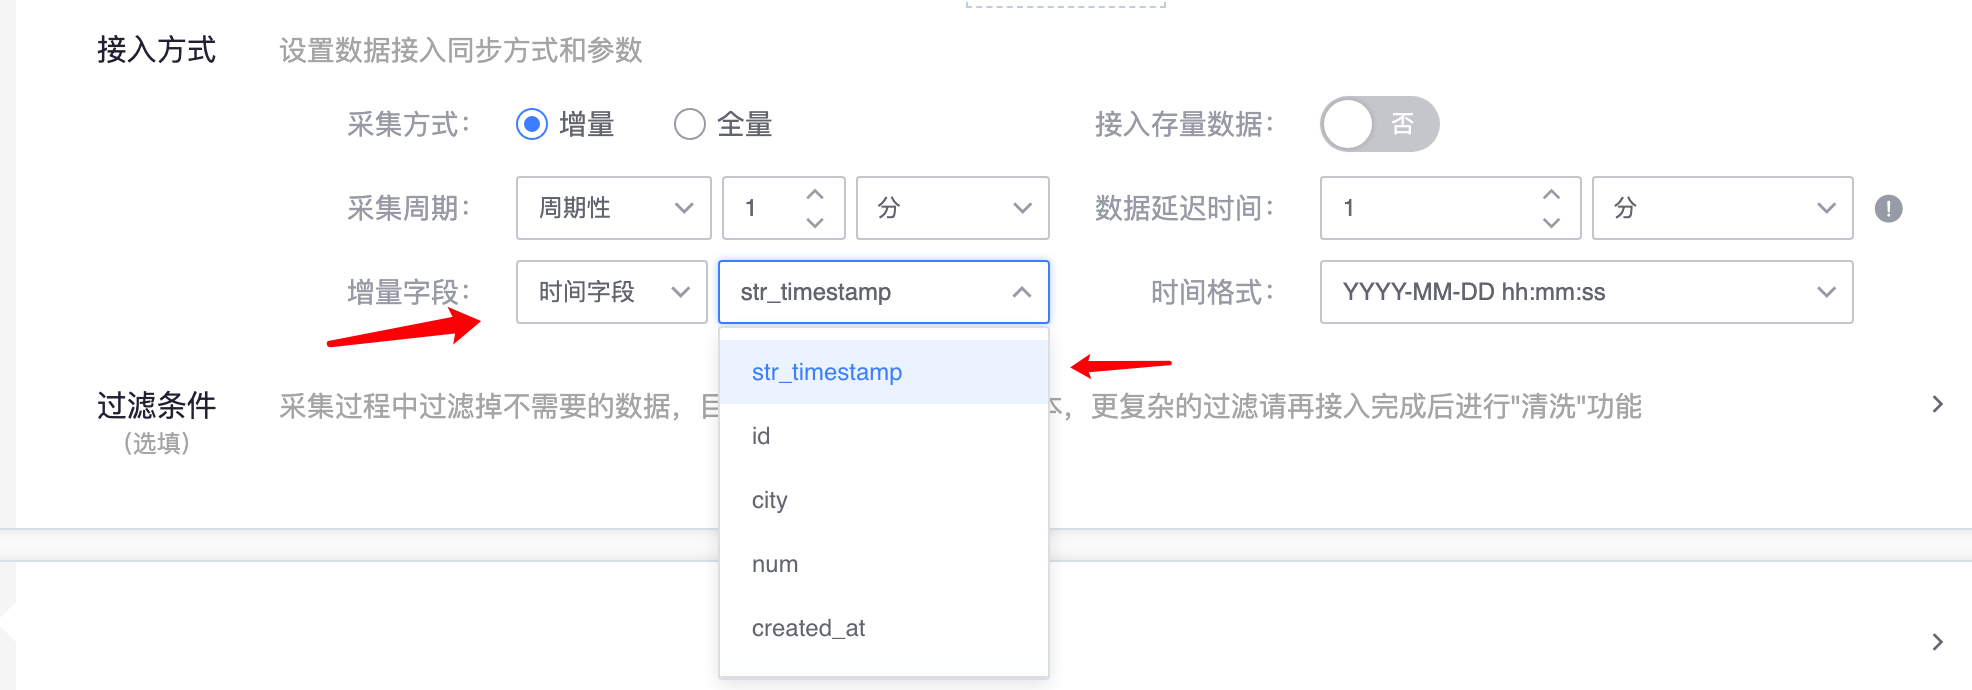 接入方式 设置数据接入同步方式和参数
采集方式： 增量 全量 接入存量数据： 否
采集周期： 周期性 1 分 数据延迟时间： 1 分
增量字段： 时间字段 str_timestamp 时间格式： YYYY-MM-DD hh:mm:ss
str_timestamp
过滤条件 采集过程中过滤掉不需要的数据， ，更复杂的过滤请再接入完成后进行"清洗"功能
（选填）
id
city
num
created_at